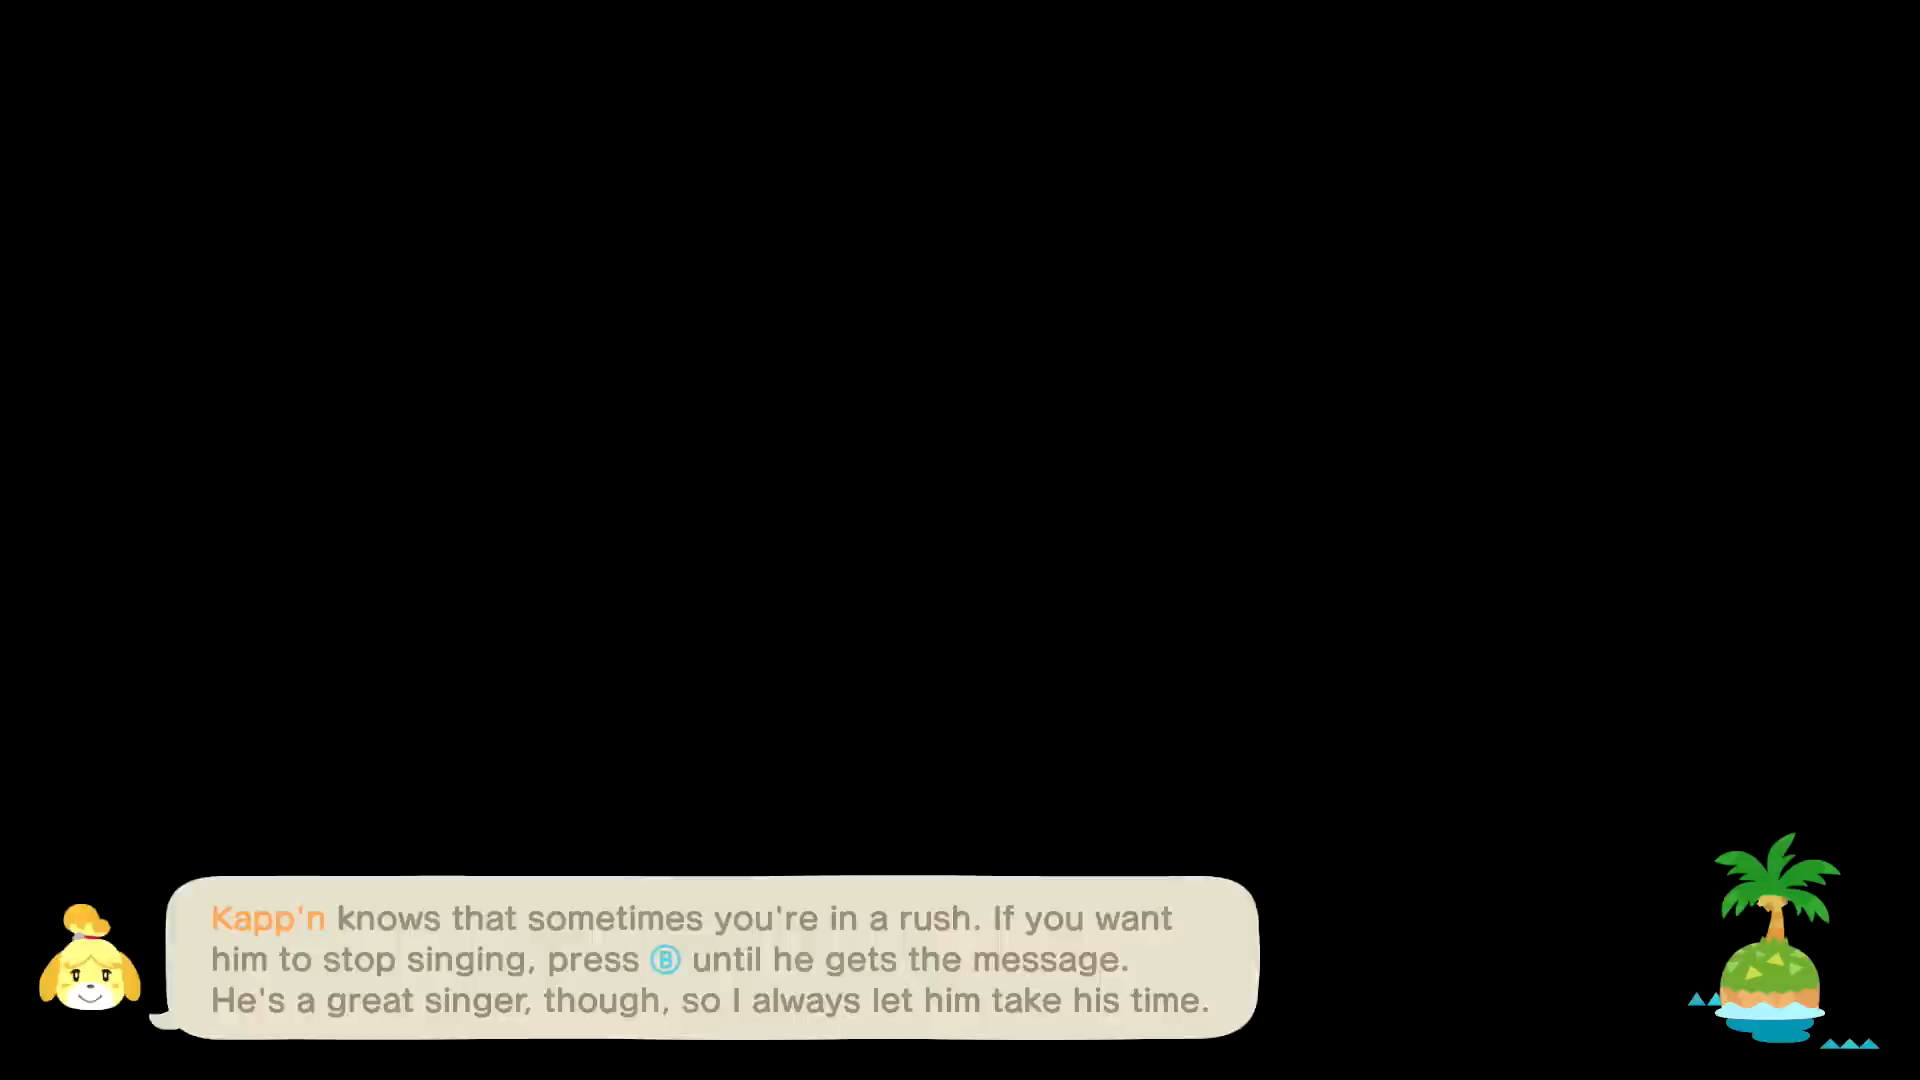 Kapp'n knows that sometimes you're in a rush. If you want
him to stop singing, press Ⓑ until he gets the message.
He's a great singer, though, so I always let him take his time.